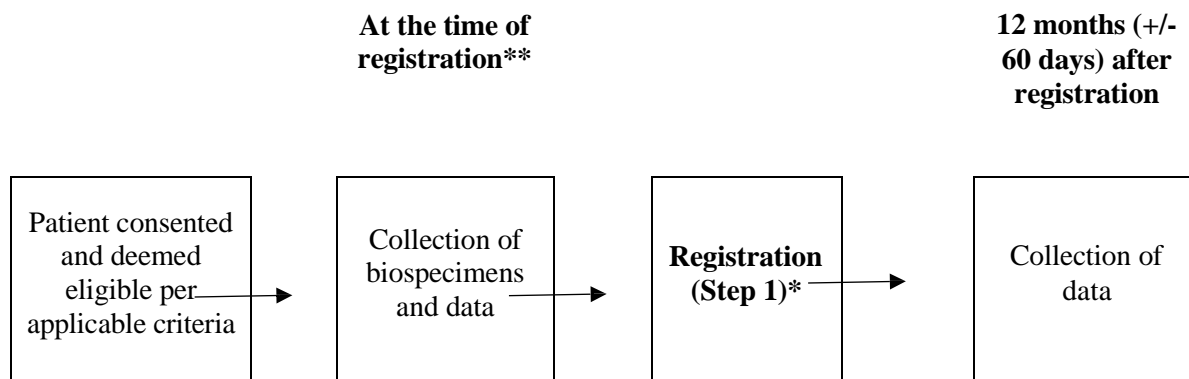 At the time of
registration**
12 months (+/-
60 days) after
registration
Patient consented
and deemed
eligible per
applicable criteria
Collection of
biospecimens
and data
Registration
(Step 1)*
Collection of
data